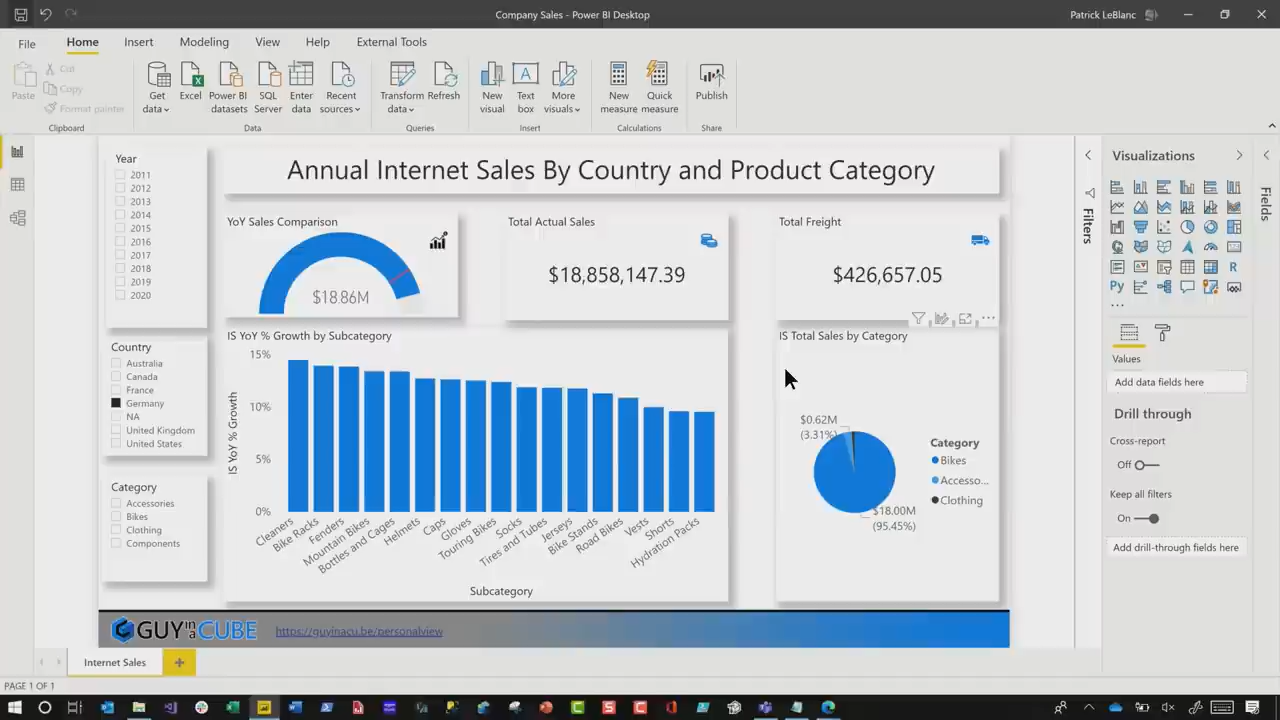 Company Sales - Power BI Desktop
Patrick LeBlanc
File
Home
Insert
Modeling
View
Help
External Tools
Paste
Cut
Copy
Format painter
Clipboard
Get data
Excel
Power BI datasets
SQL Server
Enter data
Recent sources
Data
Transform data
Refresh
Queries
New visual
Text box
More visuals
Insert
New measure
Quick measure
Calculations
Publish
Share
Year
2011
2012
2013
2014
2015
2016
2017
2018
2019
2020
Country
Australia
Canada
France
Germany
NA
United Kingdom
United States
Category
Accessories
Bikes
Clothing
Components
Annual Internet Sales By Country and Product Category
YoY Sales Comparison
$18.86M
Total Actual Sales
$18,858,147.39
Total Freight
$426,657.05
IS YoY % Growth by Subcategory
IS YoY % Growth
15%
10%
5%
0%
Cleaners
Bike Racks
Fenders
Mountain Bikes
Bottles and Cages
Helmets
Caps
Gloves
Touring Bikes
Socks
Tires and Tubes
Jerseys
Bike Stands
Road Bikes
Vests
Shorts
Hydration Packs
Subcategory
IS Total Sales by Category
$0.62M
(3.31%)
$18.00M
(95.45%)
Category
Bikes
Accesso...
Clothing
GUY in a CUBE
https://guyinacu.be/personalview
Filters
Visualizations
R
Py
Values
Add data fields here
Drill through
Cross-report
Off
Keep all filters
On
Add drill-through fields here
Fields
Internet Sales
PAGE 1 OF 1